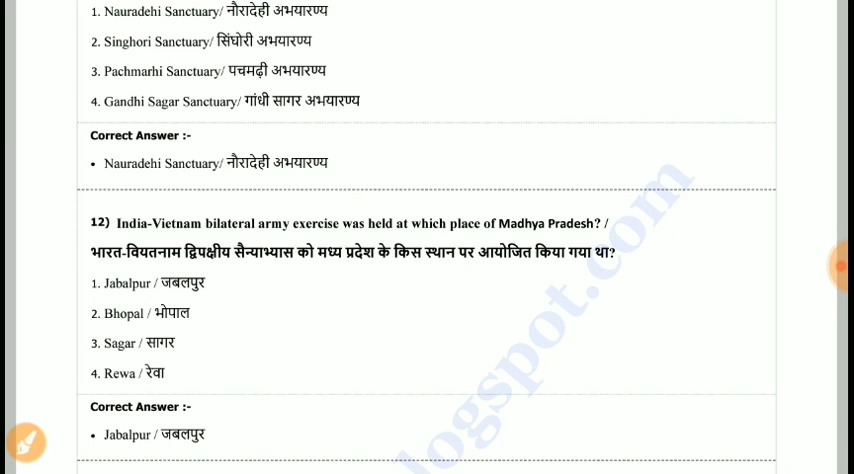 1. Nauradehi Sanctuary/ नौरादेही अभयारण्य
2. Singhori Sanctuary/ सिंघोरी अभयारण्य
3. Pachmarhi Sanctuary/ पचमढ़ी अभयारण्य
4. Gandhi Sagar Sanctuary/ गांधी सागर अभयारण्य
Correct Answer :-
• Nauradehi Sanctuary/ नौरादेही अभयारण्य
12) India-Vietnam bilateral army exercise was held at which place of Madhya Pradesh? /
भारत-वियतनाम द्विपक्षीय सैन्याभ्यास को मध्य प्रदेश के किस स्थान पर आयोजित किया गया था?
1. Jabalpur / जबलपुर
2. Bhopal / भोपाल
3. Sagar / सागर
4. Rewa / रेवा
Correct Answer :-
• Jabalpur / जबलपुर
logspot.com